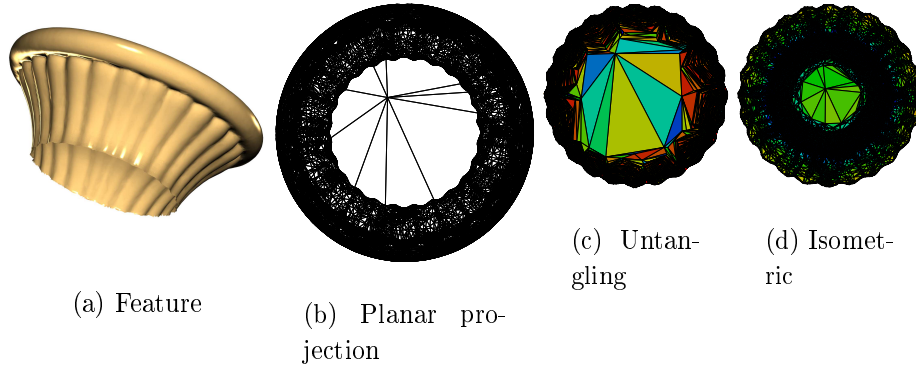 (a) Feature
(b) Planar pro-
jection
(c) Untan-
gling
(d) Isomet-
ric